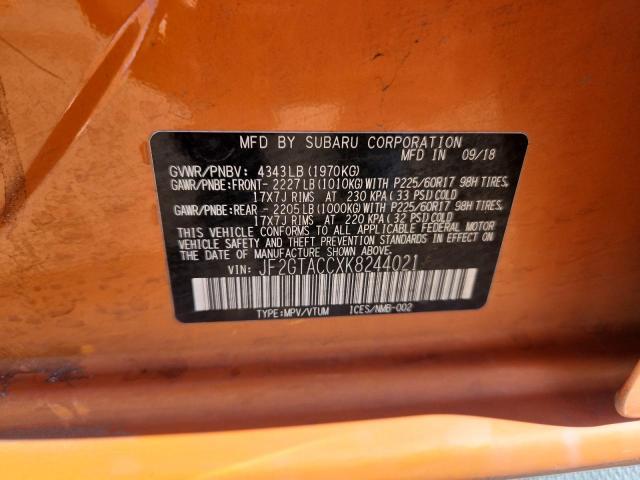 MFD BY SUBARU CORPORATION
MFD IN 09/18
GVWR/PNBV: 4343LB (1970KG)
GAWR/PNBE:FRONT- 2227LB (1010KG) WITH P225/60R17 98H TIRES,
17X7J RIMS AT 230 KPA (33 PSI) COLD
GAWR/PNBE:REAR - 2205LB (1000KG) WITH P225/60R17 98H TIRES,
17X7J RIMS AT 220 KPA (32 PSI) COLD
THIS VEHICLE CONFORMS TO ALL APPLICABLE FEDERAL MOTOR
VEHICLE SAFETY AND THEFT PREVENTION STANDARDS IN EFFECT ON
THE DATE OF MANUFACTURE SHOWN ABOVE.
VIN: JF2GTACCXK8244021
TYPE:MPV/VTUM ICES/NMB-002